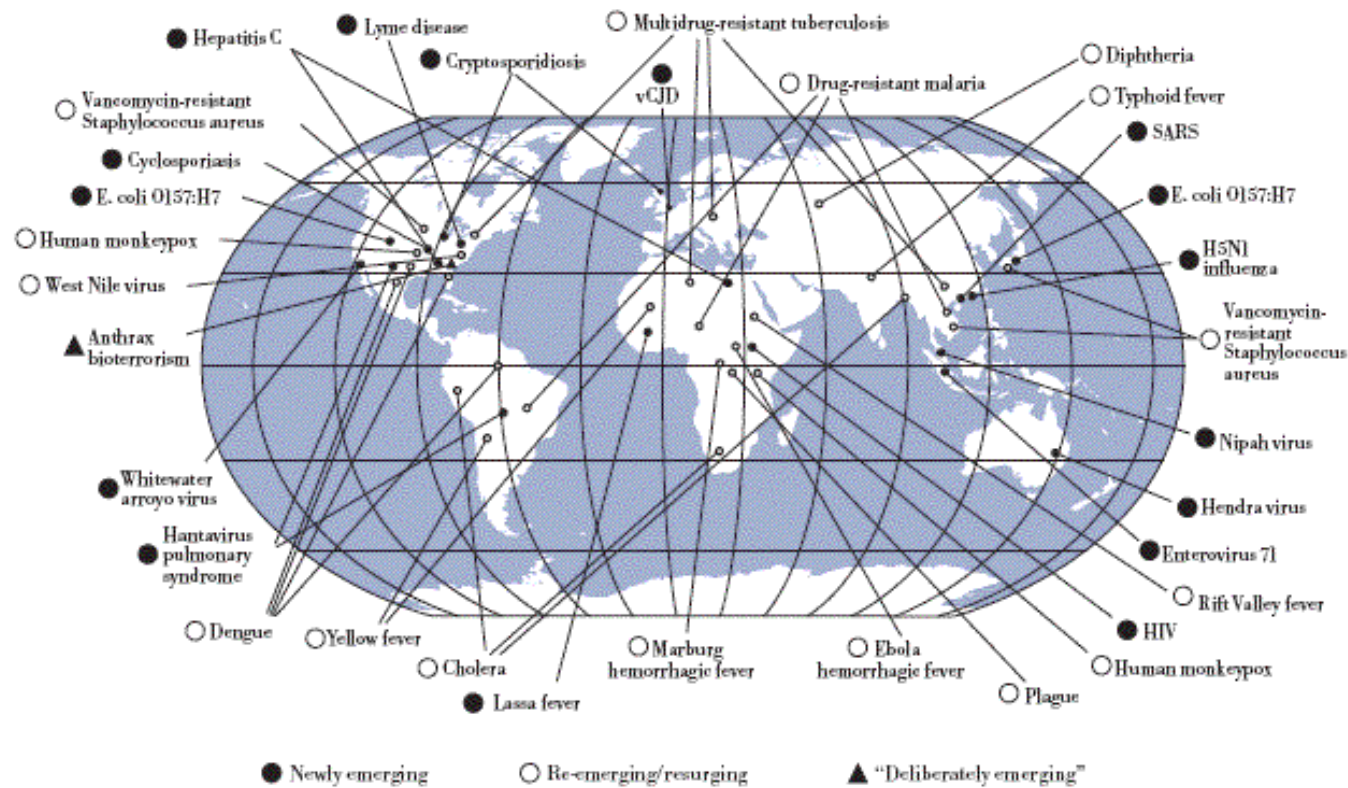 Hepatitis C
Lyme disease
Cryptosporidiosis
Multidrug-resistant tuberculosis
vCJD
Drug-resistant malaria
Diphtheria
Typhoid fever
SARS
Vancomycin-resistant
Staphylococcus aureus
Cyclosporiasis
E. coli O157:H7
Human monkeypox
West Nile virus
Anthrax
bioterrorism
E. coli O157:H7
H5N1
influenza
Vancomycin-
resistant
Staphylococcus
aureus
Nipah virus
Hendra virus
Enterovirus 71
Rift Valley fever
HIV
Human monkeypox
Plague
Whitewater
arroyo virus
Hantavirus
pulmonary
syndrome
Dengue
Yellow fever
Cholera
Lassa fever
Marburg
hemorrhagic fever
Ebola
hemorrhagic fever
Newly emerging
Re-emerging/resurging
“Deliberately emerging”